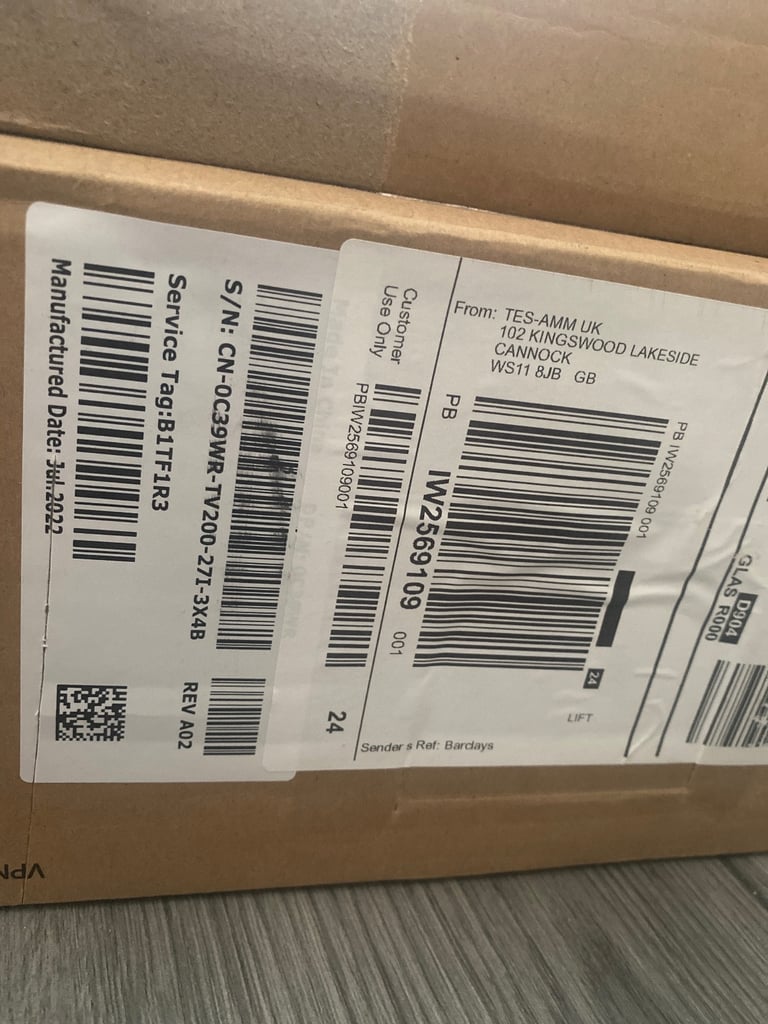 From: TES-AMM UK
102 KINGSWOOD LAKESIDE
CANNOCK
WS11 8JB GB
PB IW2569109 001
PB
IW2569109
001
24
LIFT
Sender s Ref: Barclays
Customer
Use Only
PBIW2569109001
24
GLAS
D904
R000
S/N: CN-0C39WR-TV200-27I-3X4B
REV A02
Service Tag:B1TF1R3
Manufactured Date: Jul.2022